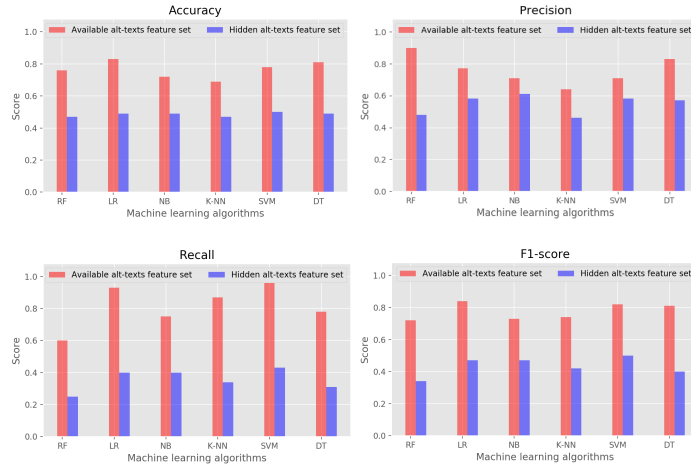 Accuracy
Available alt-texts feature set Hidden alt-texts feature set
1.0
0.8
0.6
0.4
0.2
0.0
Score
RF LR NB K-NN SVM DT
Machine learning algorithms
Precision
Available alt-texts feature set Hidden alt-texts feature set
1.0
0.8
0.6
0.4
0.2
0.0
Score
RF LR NB K-NN SVM DT
Machine learning algorithms
Recall
Available alt-texts feature set Hidden alt-texts feature set
1.0
0.8
0.6
0.4
0.2
0.0
Score
RF LR NB K-NN SVM DT
Machine learning algorithms
F1-score
Available alt-texts feature set Hidden alt-texts feature set
1.0
0.8
0.6
0.4
0.2
0.0
Score
RF LR NB K-NN SVM DT
Machine learning algorithms